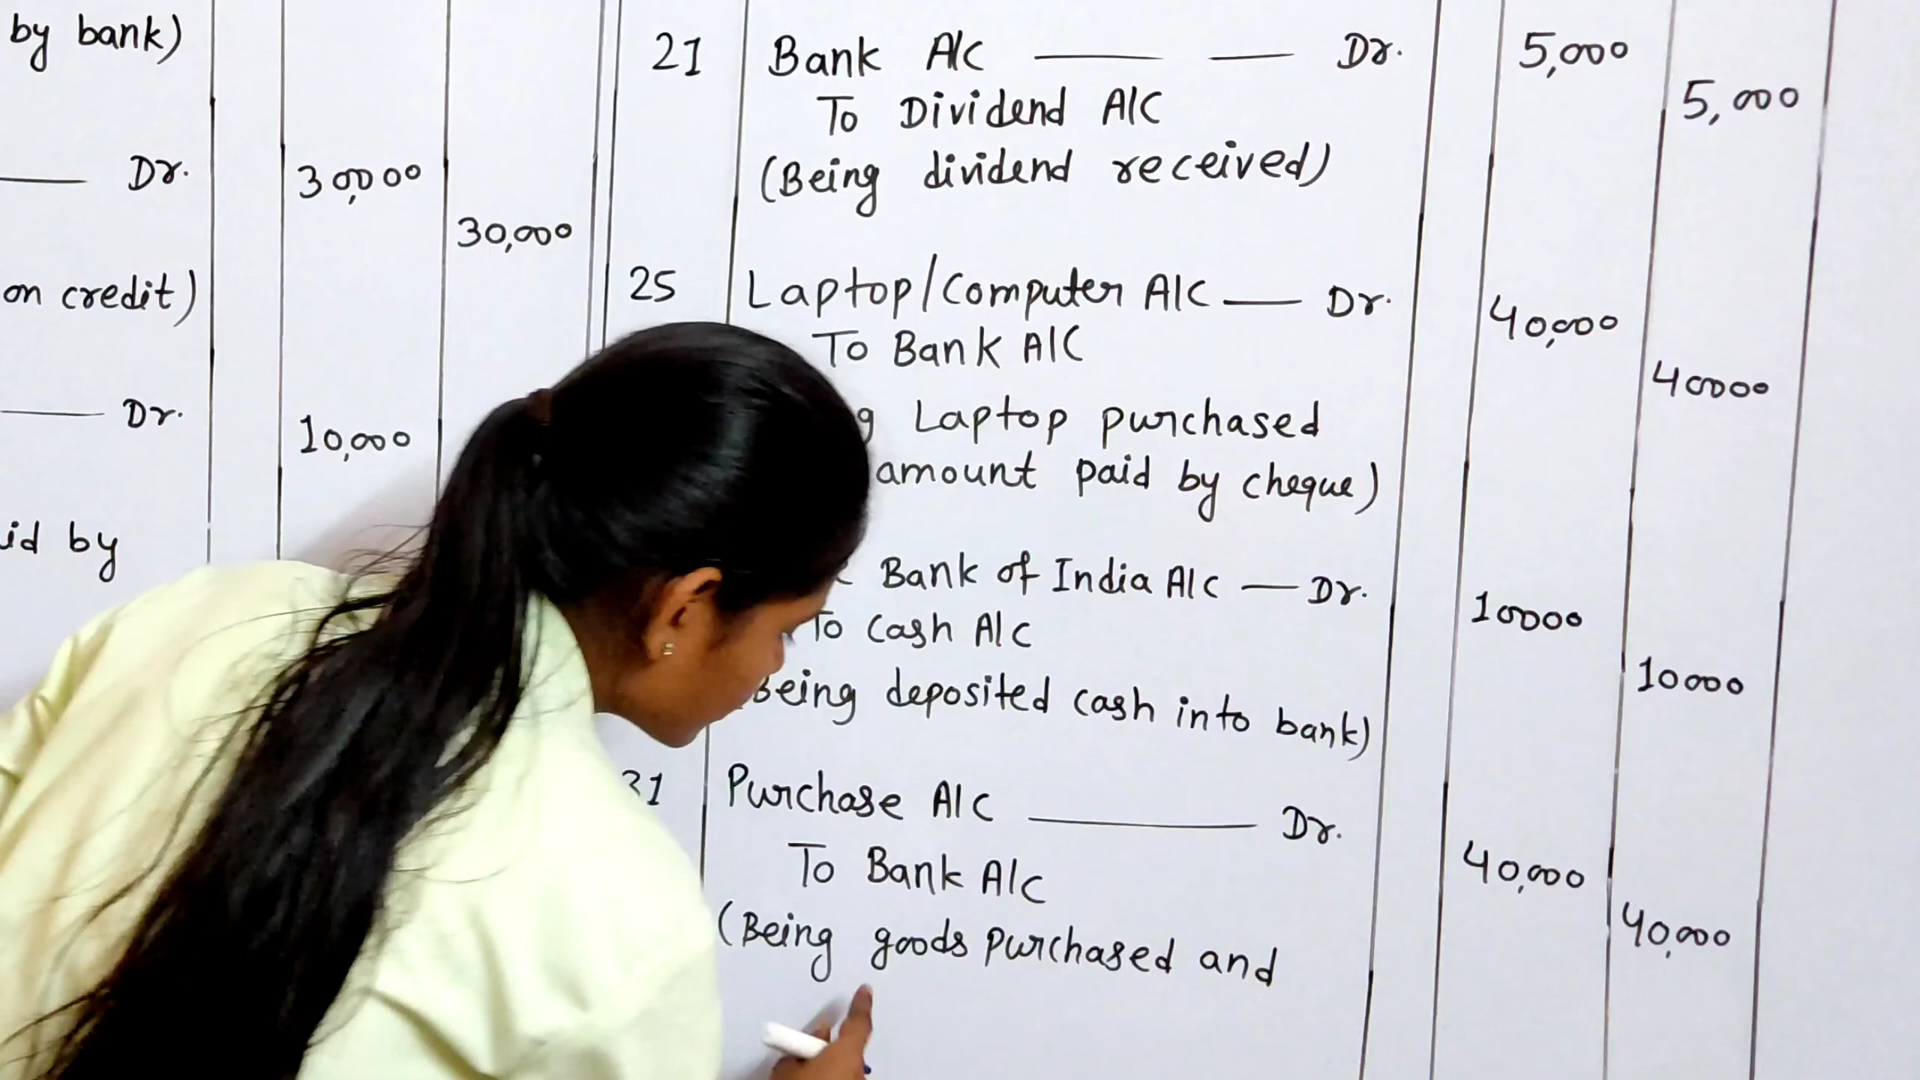 by bank)
Dr. 30,000
30,000
on credit)
Dr. 10,000
id by
21 Bank A/C Dr. 5,000
To Dividend A/C 5,000
(Being dividend received)
25 Laptop/Computer A/C Dr. 40,000
To Bank A/C 40000
g Laptop purchased
amount paid by cheque)
Bank of India A/C Dr. 10000
To Cash A/C 10000
Being deposited cash into bank)
31 Purchase A/C Dr. 40,000
To Bank A/C 40,000
(Being goods purchased and